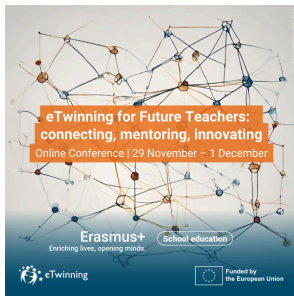 eTwinning for Future Teachers:
connecting, mentoring, innovating
Online Conference | 29 November – 1 December
Erasmus+
School education
Enriching lives, opening minds.
eTwinning
Funded by
the European Union